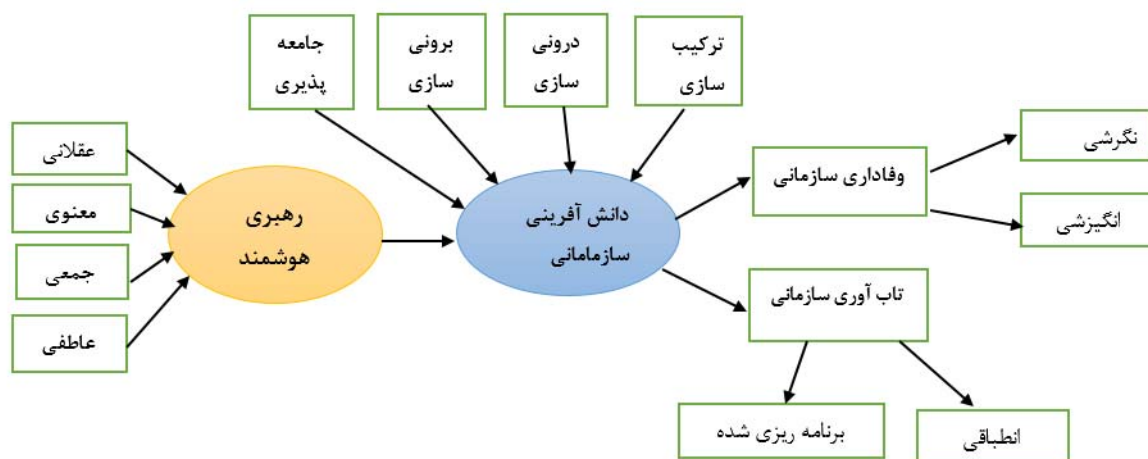 جامعه
پذیری
برونی
سازی
درونی
سازی
ترکیب
سازی
عقلانی
معنوی
جمعی
عاطفی
رهبری
هوشمند
دانش آفرینی
سازمامانی
وفاداری سازمانی
نگرشی
انگیزشی
تاب آوری سازمانی
برنامه ریزی شده
انطباقی